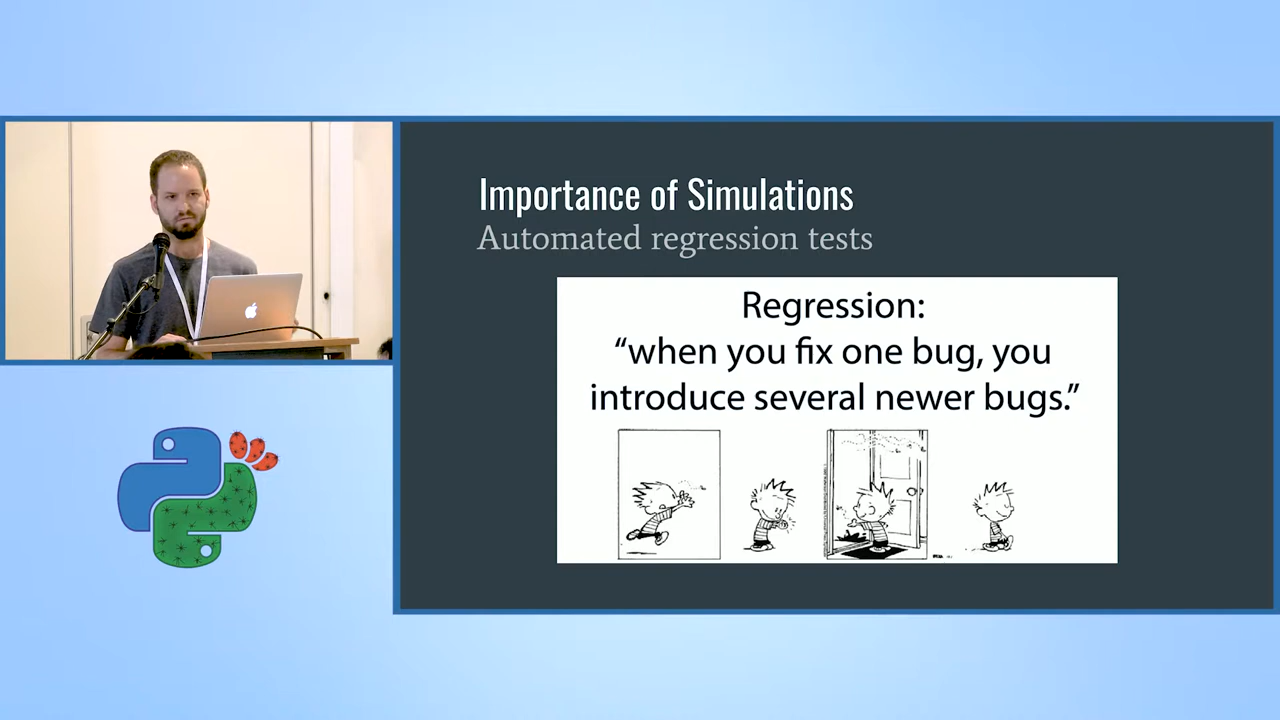 Importance of Simulations
Automated regression tests
Regression:
“when you fix one bug, you
introduce several newer bugs.”